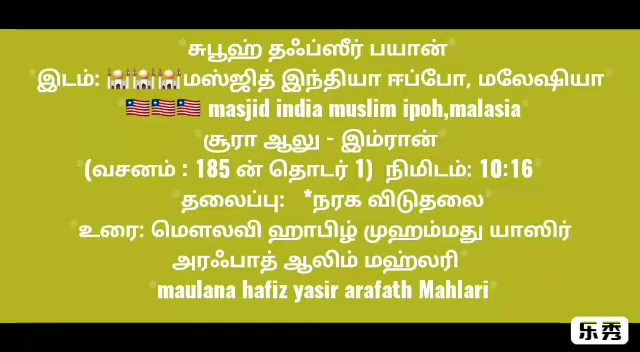 *சுபூஹ் தஃப்ஸீர் பயான்*
*இடம்: 🕌🕌🕌மஸ்ஜித் இந்தியா ஈப்போ, மலேஷியா*
*🇱🇷🇱🇷🇱🇷 masjid india muslim ipoh,malasia*
*சூரா ஆலு - இம்ரான்*
*(வசனம் : 185 ன் தொடர் 1) நிமிடம்: 10:16*
*தலைப்பு: *நரக விடுதலை*
*உரை: மௌலவி ஹாபிழ் முஹம்மது யாஸிர்
அரஃபாத் ஆலிம் மஹ்லரி*
*maulana hafiz yasir arafath Mahlari*
乐秀